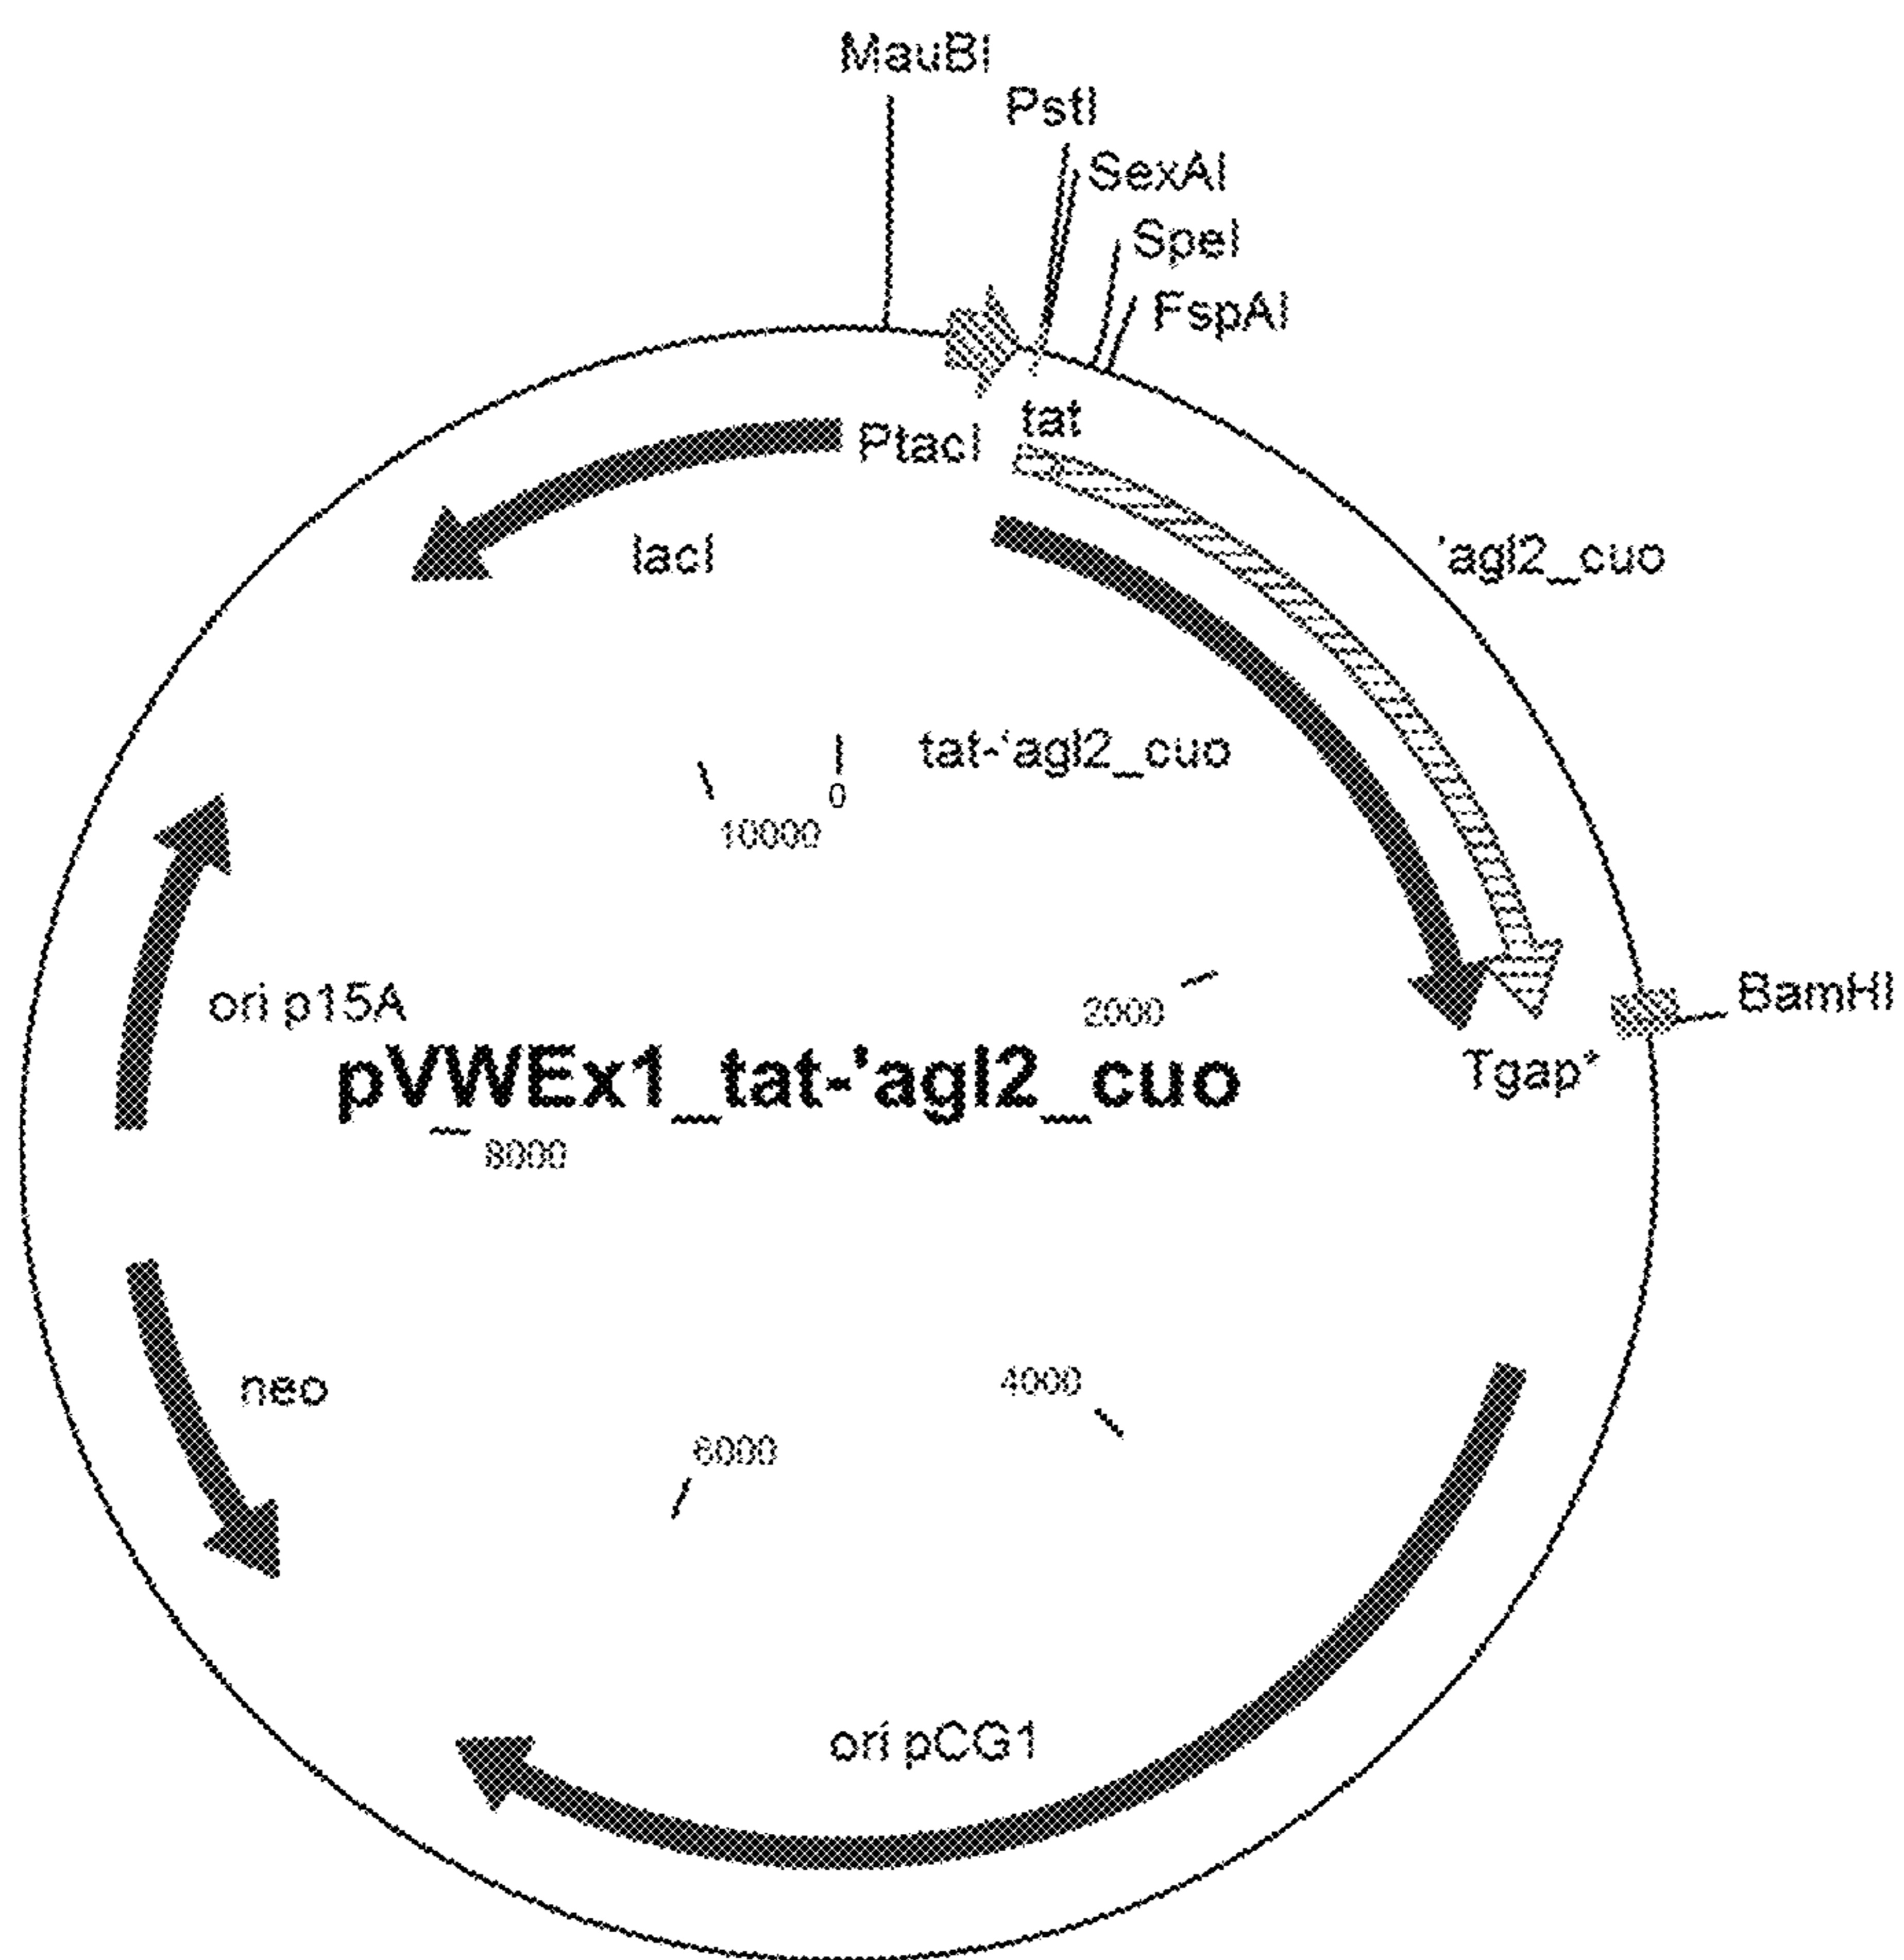 MauBI
PstI
SexAI
SpeI
FspAI
PtacI
tat
lacI
'agl2_cuo
tat-'agl2_cuo
0
10000
ori p15A
2000
BamHI
pVWEx1_tat-'agl2_cuo
Tgap*
8000
neo
4000
6000
ori pCG1